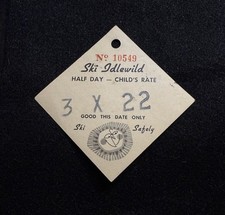 Nº 10549
Ski Idlewild
HALF DAY — CHILD'S RATE
3 X 22
GOOD THIS DATE ONLY
Ski Safely